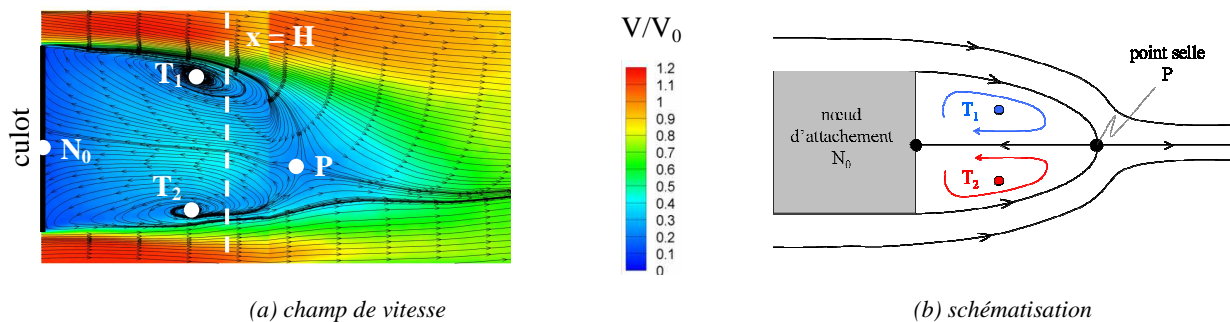 culot
x = H
T1
N0
P
T2
V/V0
1.2
1.1
1
0.9
0.8
0.7
0.6
0.5
0.4
0.3
0.2
0.1
0
nœud
d'attachement
N0
T1
T2
point selle
P
(a) champ de vitesse
(b) schématisation